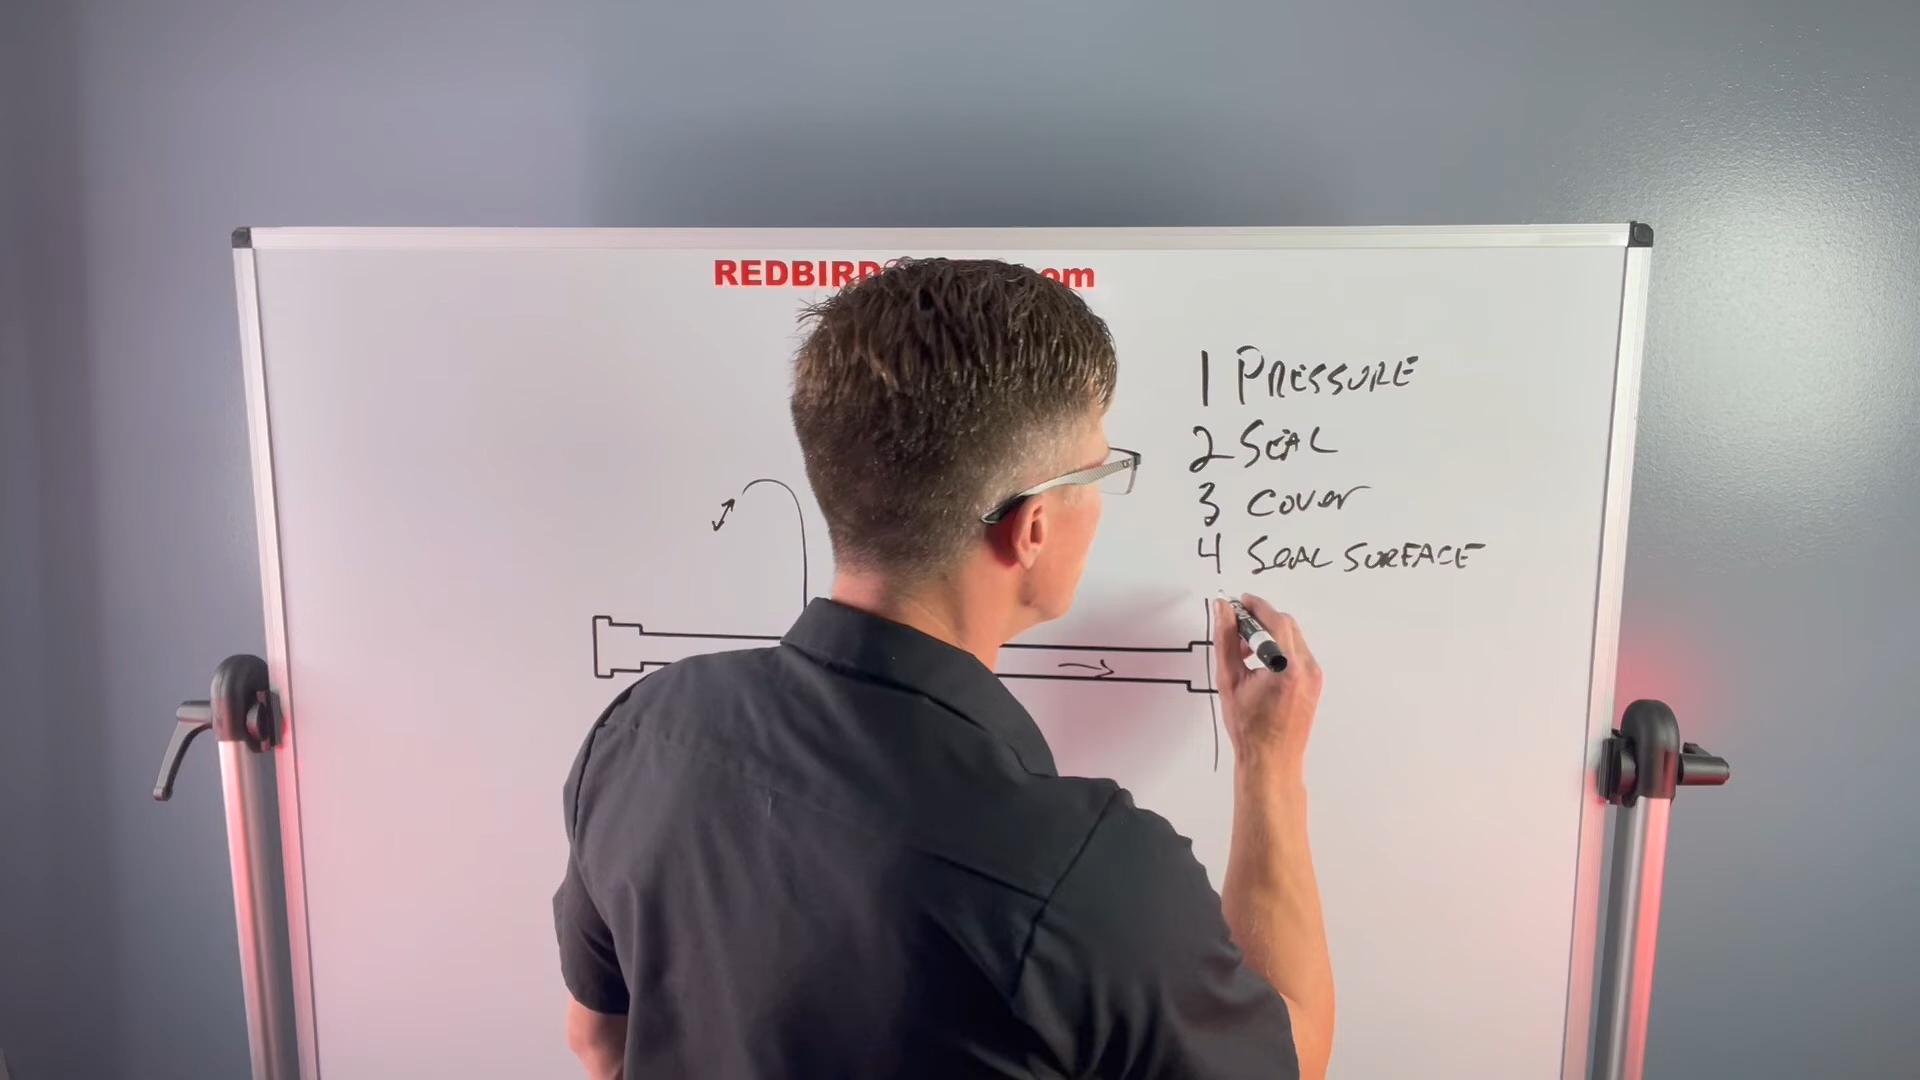 REDBIRD om
1 PRESSURE
2 SEAL
3 COVER
4 SEAL SURFACE